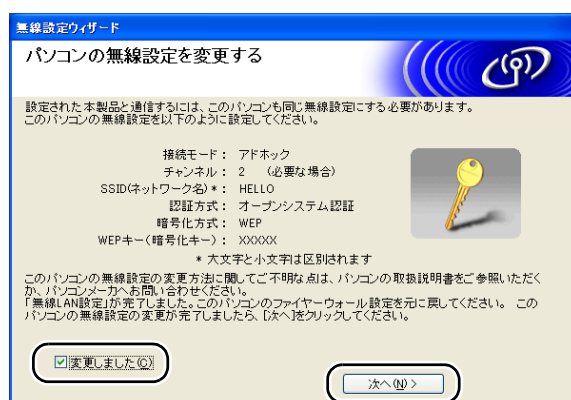 無線設定ウィザード
パソコンの無線設定を変更する
設定された本製品と通信するには、このパソコンも同じ無線設定にする必要があります。
このパソコンの無線設定を以下のように設定してください。
接続モード： アドホック
チャンネル： 2 （必要な場合）
SSID(ネットワーク名)*： HELLO
認証方式： オープンシステム認証
暗号化方式： WEP
WEPキー（暗号化キー）： XXXXX
* 大文字と小文字は区別されます
このパソコンの無線設定の変更方法に関してご不明な点は、パソコンの取扱説明書をご参照いただく
か、パソコンメーカへお問い合わせください。
「無線LAN設定」が完了しました。このパソコンのファイヤーウォール設定を元に戻してください。 この
パソコンの無線設定の変更が完了しましたら、[次へ]をクリックしてください。
変更しました(C)
次へ(N) >